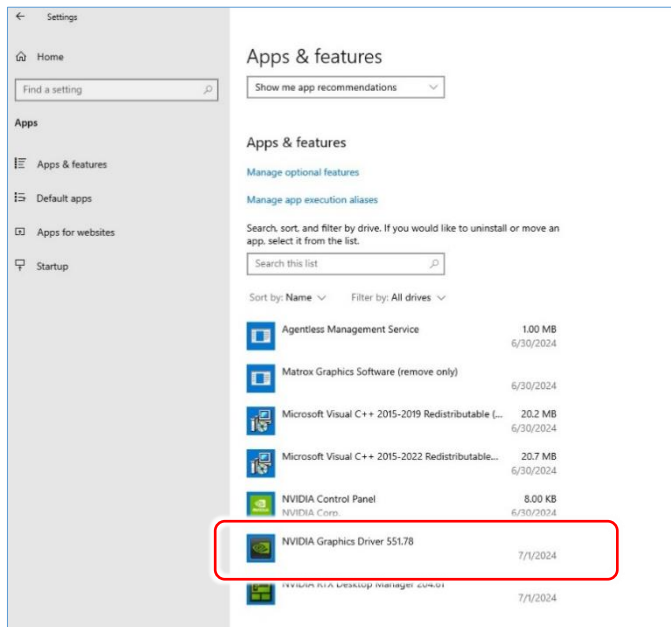 Settings
Home
Find a setting
Apps
Apps & features
Default apps
Apps for websites
Startup
Apps & features
Show me app recommendations
Apps & features
Manage optional features
Manage app execution aliases
Search, sort, and filter by drive. If you would like to uninstall or move an
app, select it from the list.
Search this list
Sort by: Name Filter by: All drives
Agentless Management Service 1.00 MB
6/30/2024
Matrox Graphics Software (remove only)
6/30/2024
Microsoft Visual C++ 2015-2019 Redistributable (... 20.2 MB
6/30/2024
Microsoft Visual C++ 2015-2022 Redistributable... 20.7 MB
6/30/2024
NVIDIA Control Panel 8.00 KB
NVIDIA Corp. 6/30/2024
NVIDIA Graphics Driver 551.78
7/1/2024
NVIDIA RTX Desktop Manager 204.61
7/1/2024